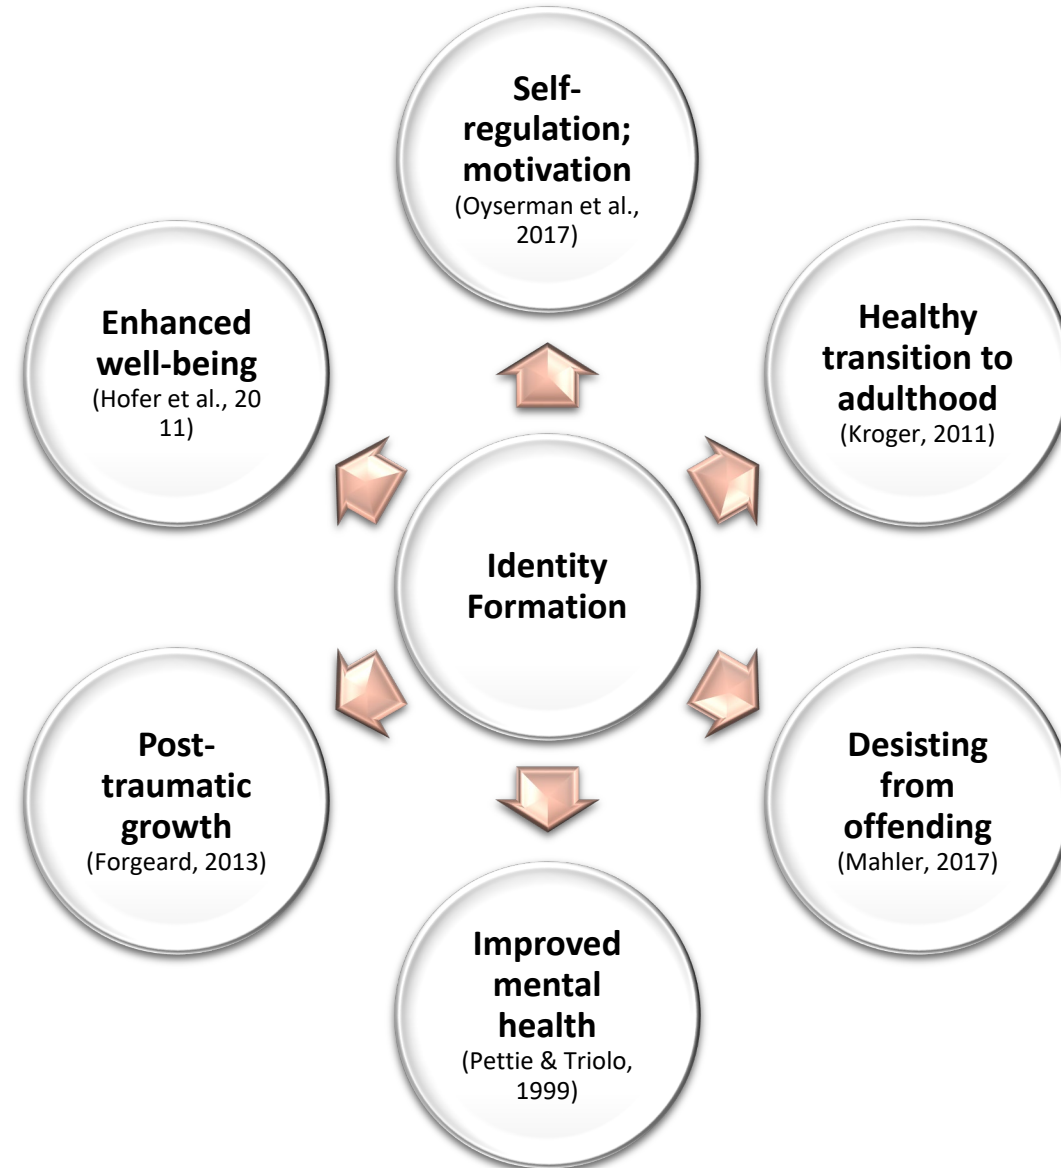 Self-
regulation;
motivation
(Oyserman et al.,
2017)
Healthy
transition to
adulthood
(Kroger, 2011)
Desisting
from
offending
(Mahler, 2017)
Improved
mental
health
(Pettie & Triolo,
1999)
Post-
traumatic
growth
(Forgeard, 2013)
Enhanced
well-being
(Hofer et al., 20
11)
Identity
Formation